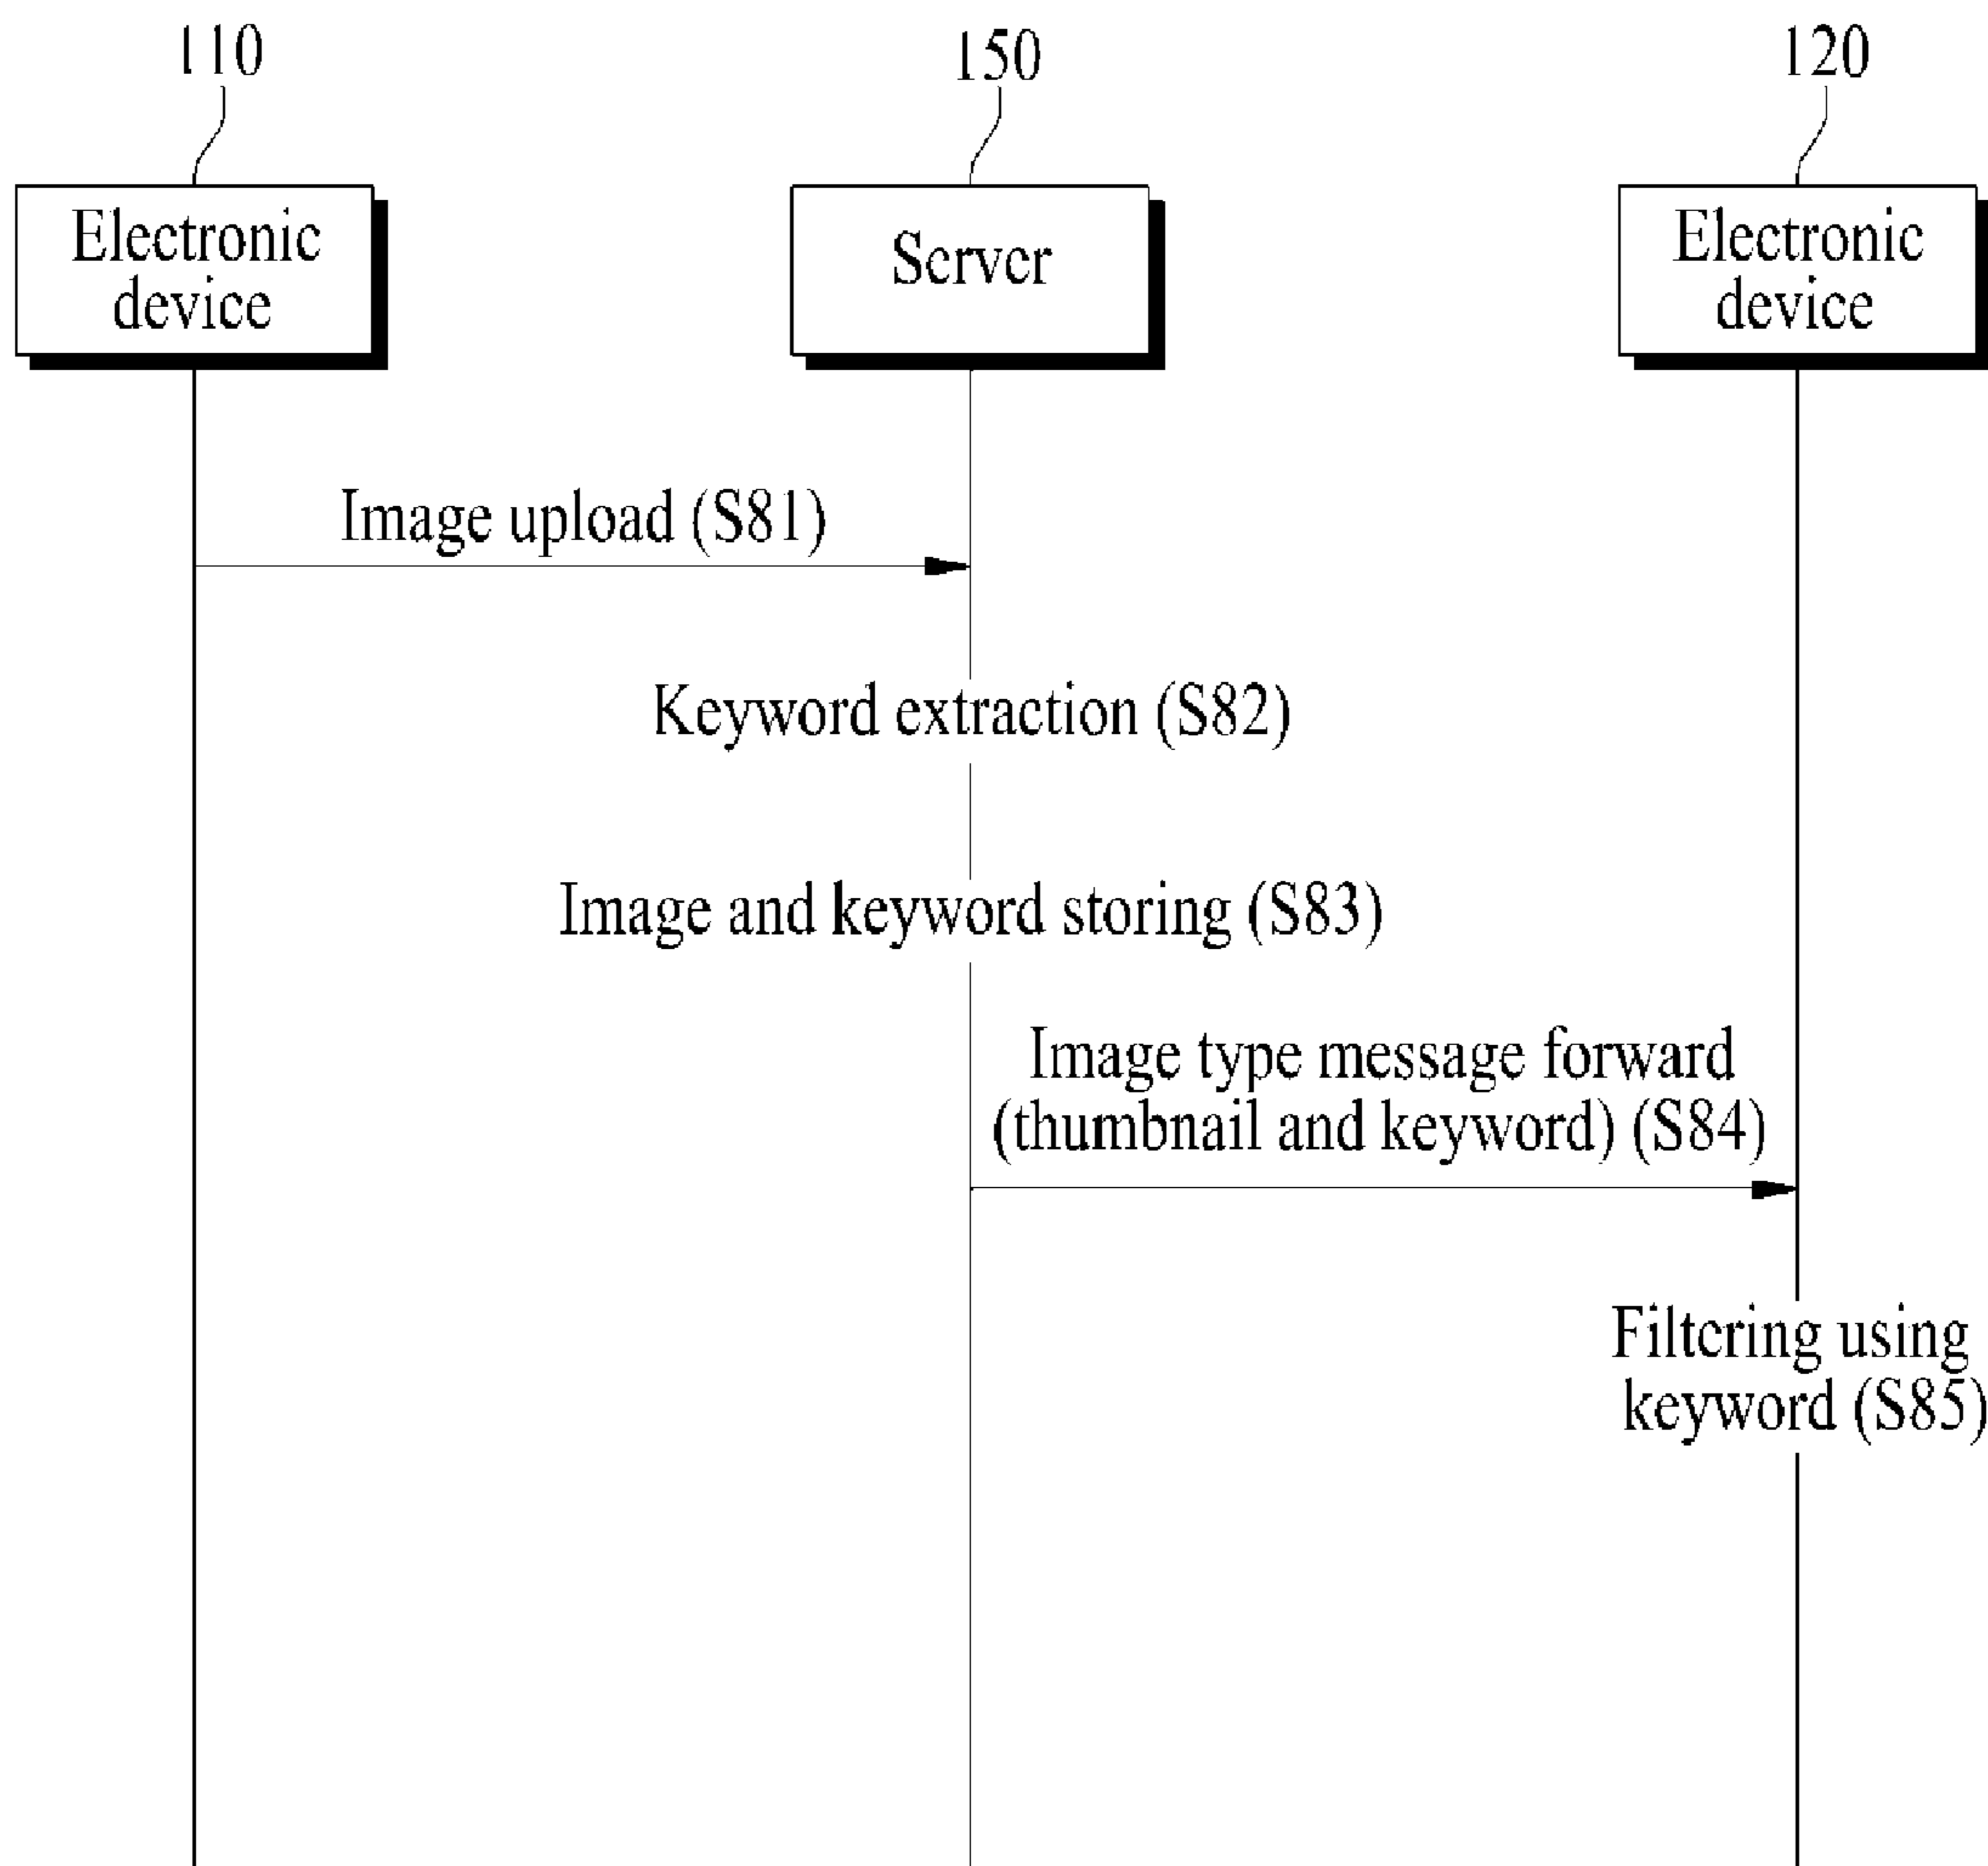 110
150
120
Electronic
device
Server
Electronic
device
Image upload (S81)
Keyword extraction (S82)
Image and keyword storing (S83)
Image type message forward
(thumbnail and keyword) (S84)
Filtering using
keyword (S85)